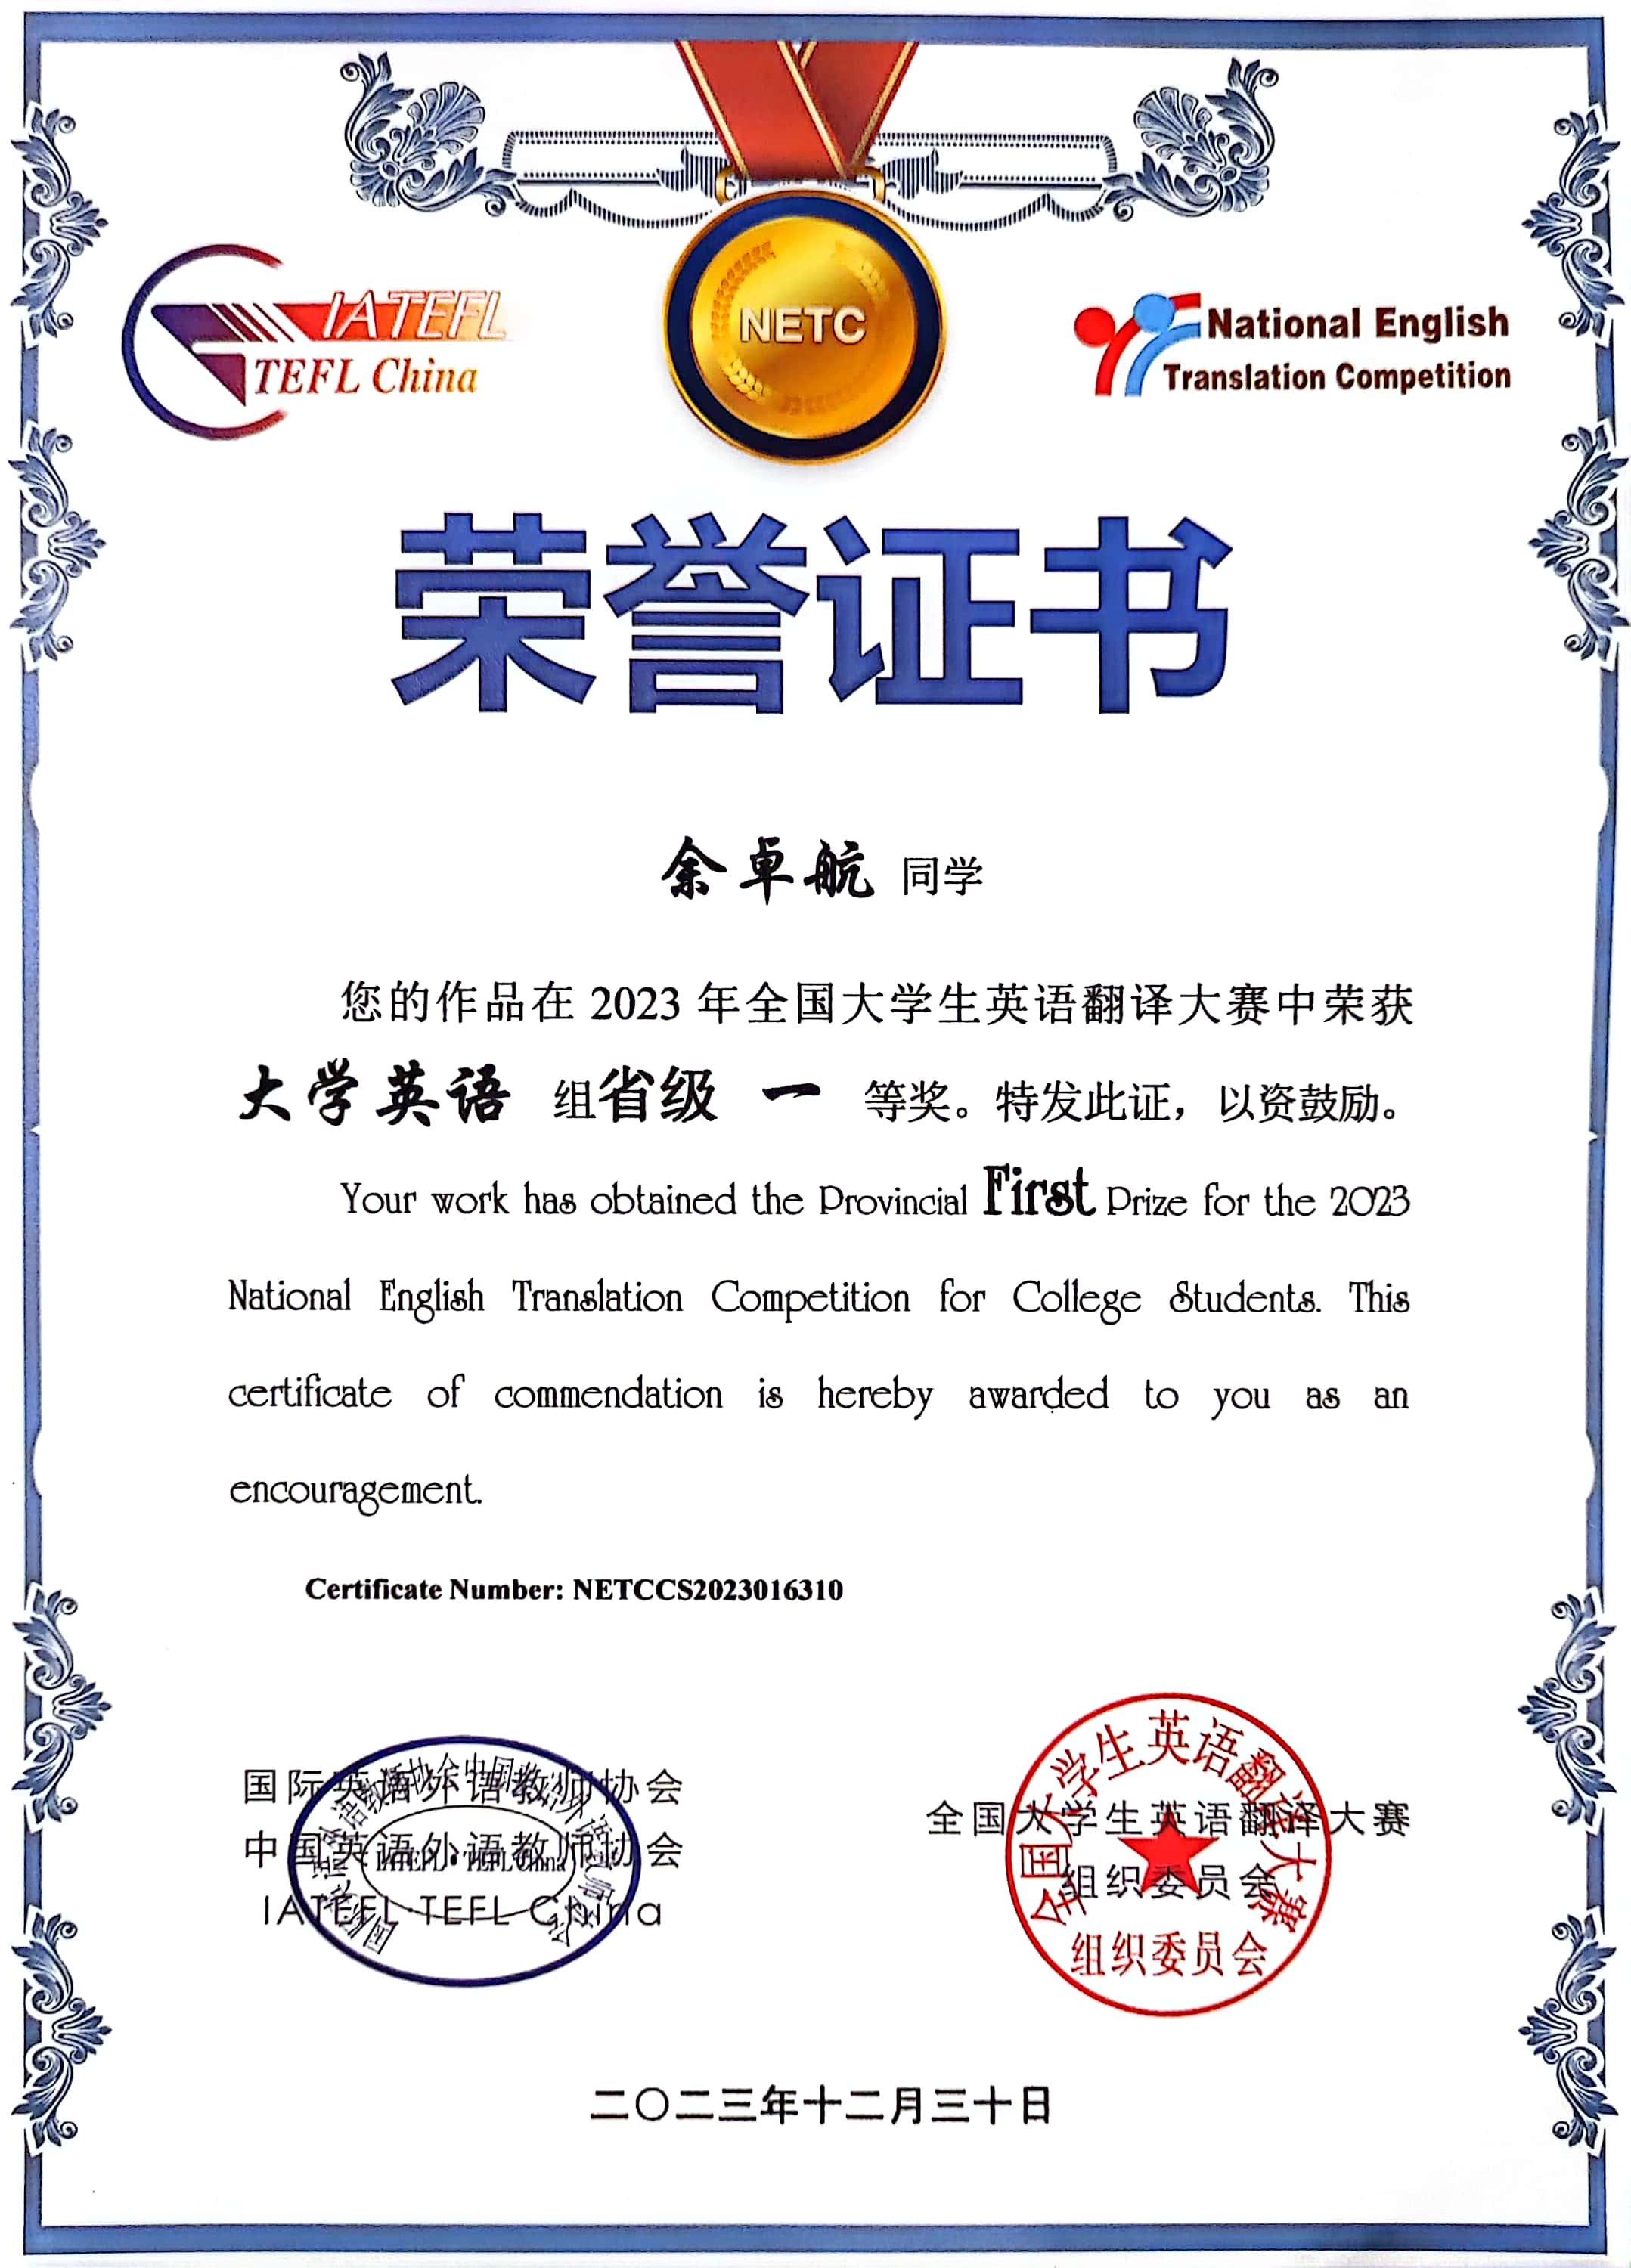 IATEFL
TEFL China
NETC
National English
Translation Competition
荣誉证书
余卓航 同学
您的作品在 2023 年全国大学生英语翻译大赛中荣获
大学英语 组省级 一 等奖。特发此证，以资鼓励。
Your work has obtained the Provincial First Prize for the 2023
National English Translation Competition for College Students. This
certificate of commendation is hereby awarded to you as an
encouragement.
Certificate Number: NETCCS2023016310
国际英语外语教师协会
中国英语外语教师协会
IATEFL·TEFL China
全国大学生英语翻译大赛
组织委员会
全国大学生英语翻译大赛
组织委员会
二〇二三年十二月三十日